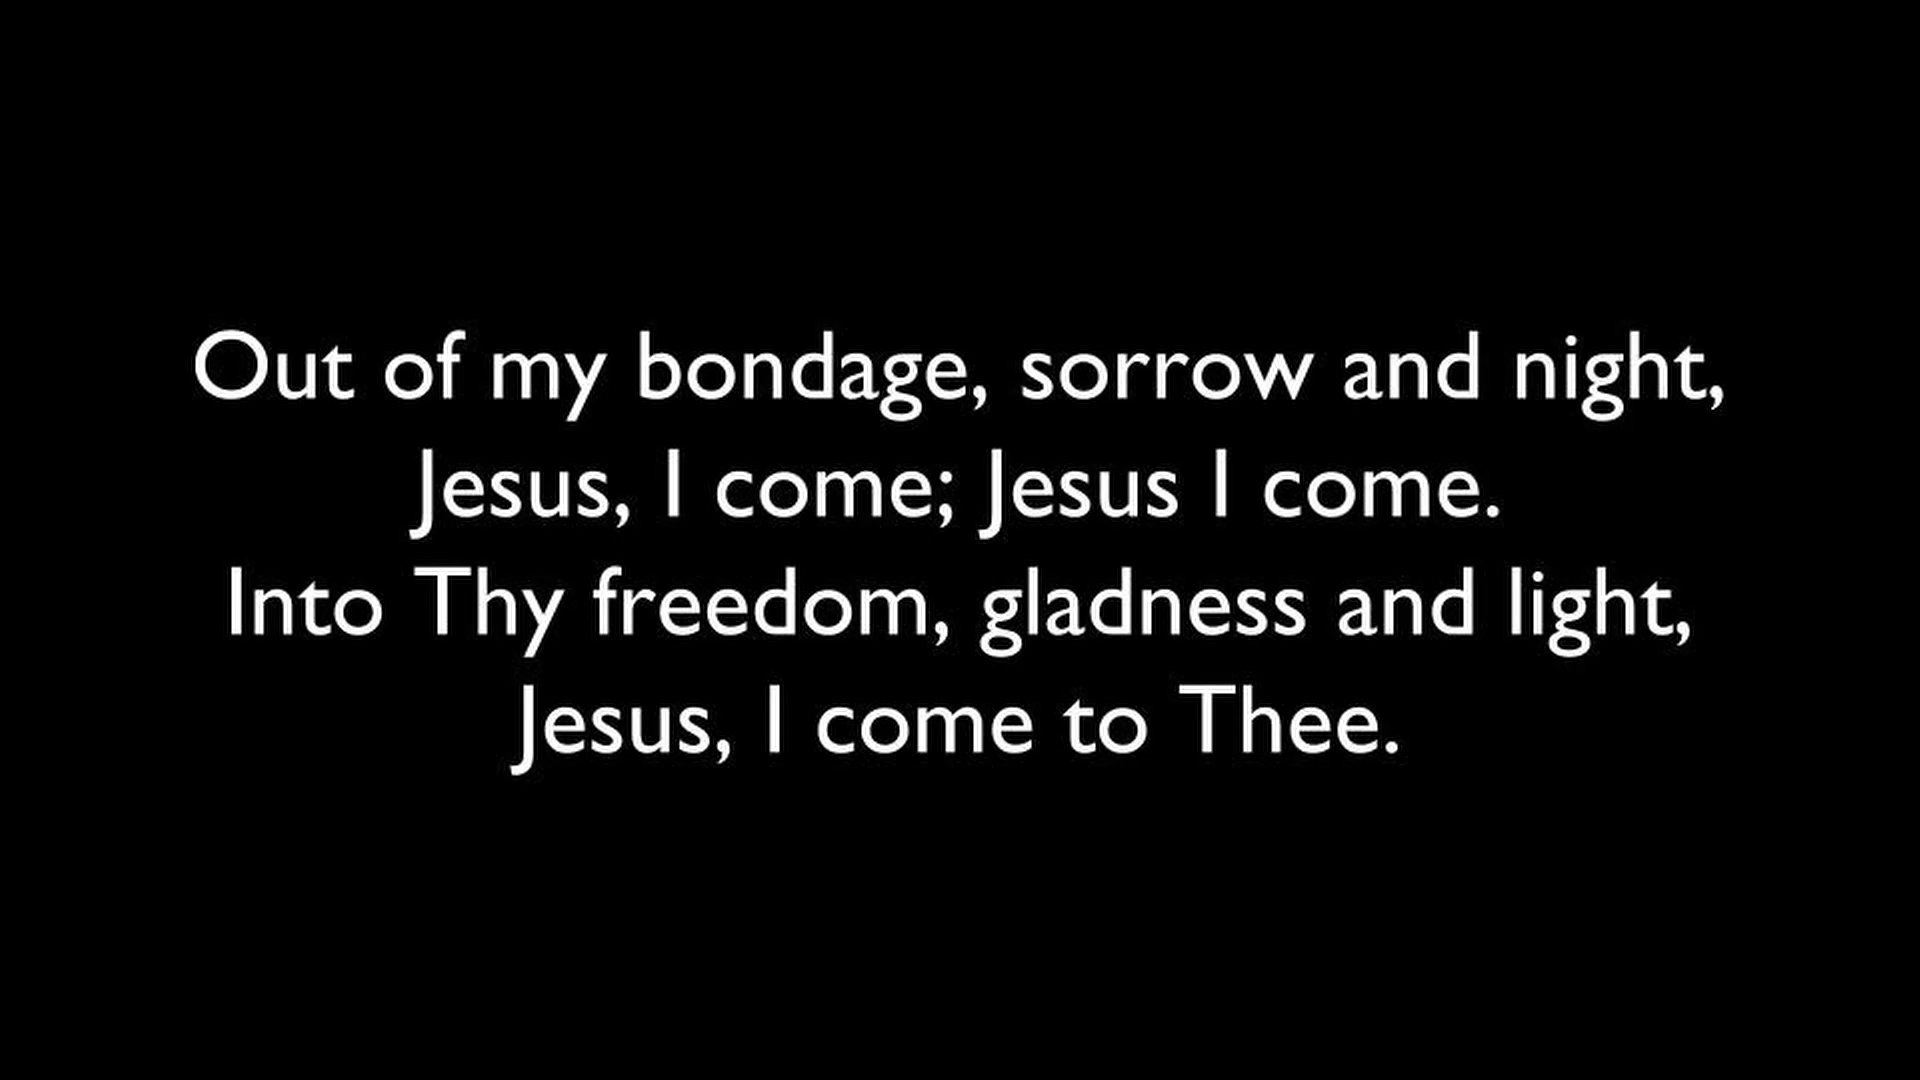 Out of my bondage, sorrow and night,
Jesus, I come; Jesus I come.
Into Thy freedom, gladness and light,
Jesus, I come to Thee.